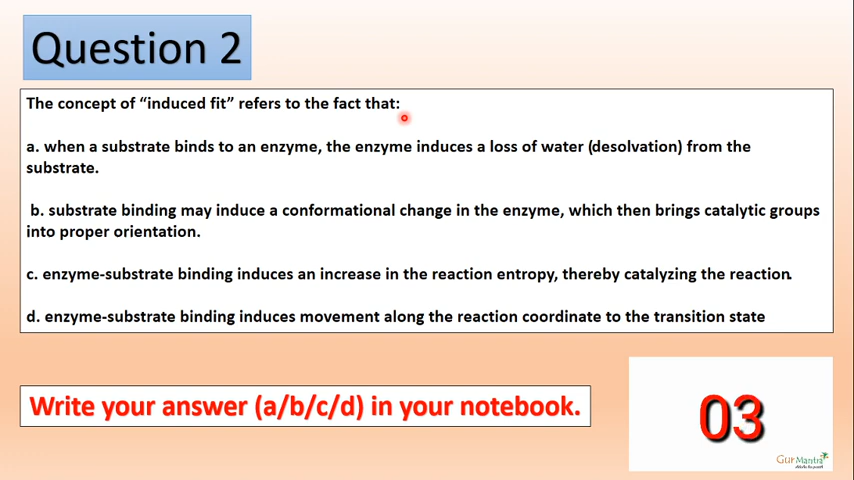 Question 2
The concept of “induced fit” refers to the fact that:
a. when a substrate binds to an enzyme, the enzyme induces a loss of water (desolvation) from the
substrate.
b. substrate binding may induce a conformational change in the enzyme, which then brings catalytic groups
into proper orientation.
c. enzyme-substrate binding induces an increase in the reaction entropy, thereby catalyzing the reaction.
d. enzyme-substrate binding induces movement along the reaction coordinate to the transition state
Write your answer (a/b/c/d) in your notebook.
03
GurMantra